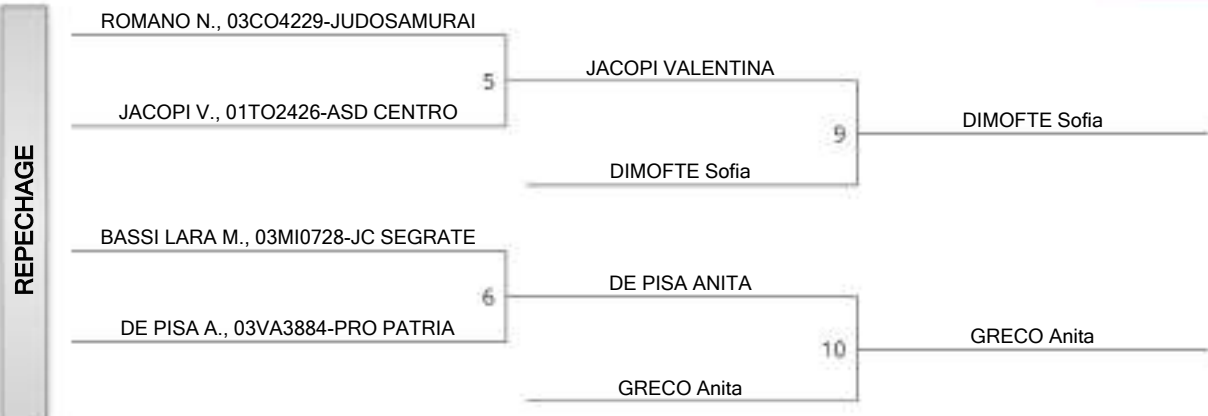 REPECHAGE
ROMANO N., 03CO4229-JUDOSAMURAI
5
JACOPI V., 01TO2426-ASD CENTRO
JACOPI VALENTINA
9
DIMOFTE Sofia
DIMOFTE Sofia
BASSI LARA M., 03MI0728-JC SEGRATE
6
DE PISA A., 03VA3884-PRO PATRIA
DE PISA ANITA
10
GRECO Anita
GRECO Anita